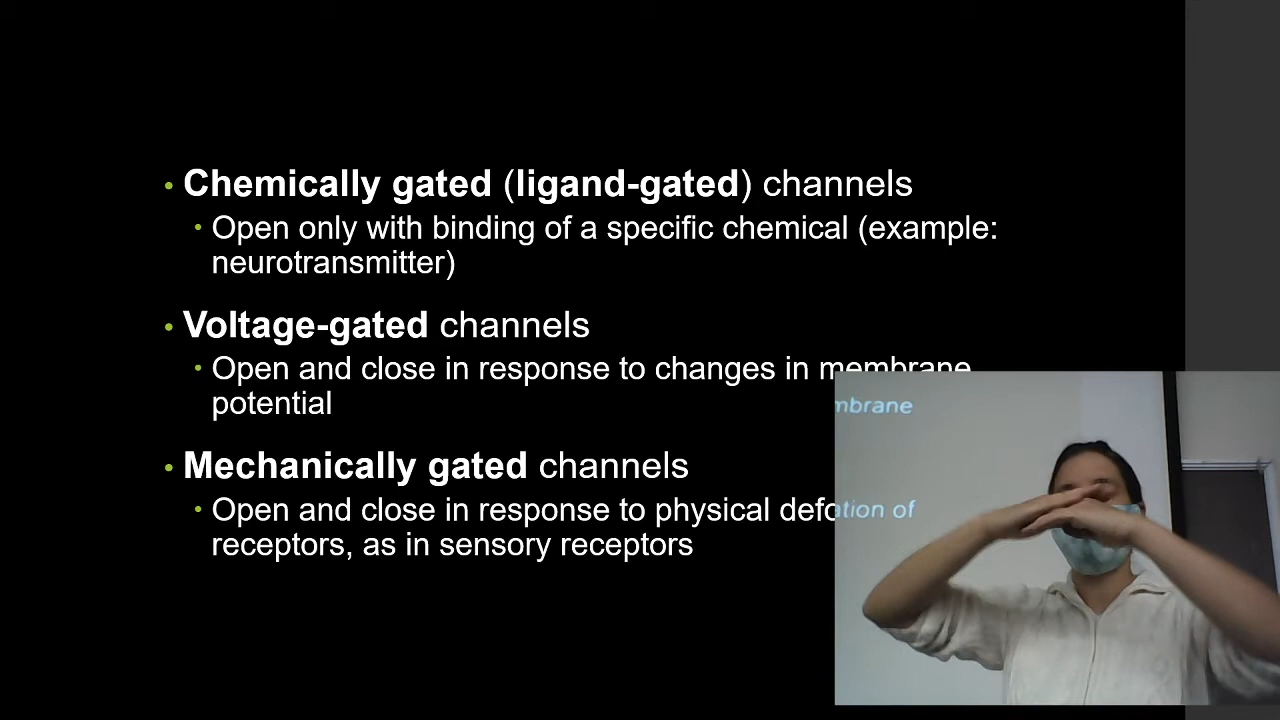 • Chemically gated (ligand-gated) channels
• Open only with binding of a specific chemical (example:
neurotransmitter)
• Voltage-gated channels
• Open and close in response to changes in membrane
potential
mbrane
• Mechanically gated channels
• Open and close in response to physical defo
receptors, as in sensory receptors
ation of